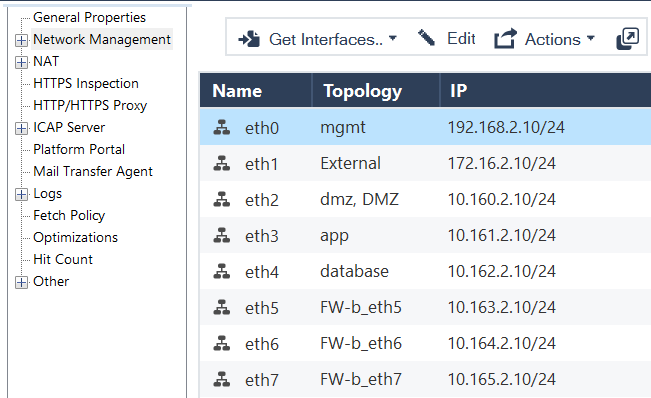 General Properties
Network Management
NAT
HTTPS Inspection
HTTP/HTTPS Proxy
ICAP Server
Platform Portal
Mail Transfer Agent
Logs
Fetch Policy
Optimizations
Hit Count
Other
Get Interfaces.. Edit Actions
Name Topology IP
eth0 mgmt 192.168.2.10/24
eth1 External 172.16.2.10/24
eth2 dmz, DMZ 10.160.2.10/24
eth3 app 10.161.2.10/24
eth4 database 10.162.2.10/24
eth5 FW-b_eth5 10.163.2.10/24
eth6 FW-b_eth6 10.164.2.10/24
eth7 FW-b_eth7 10.165.2.10/24